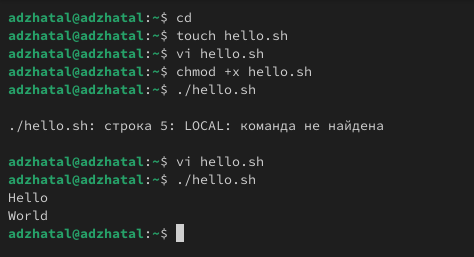 adzhatal@adzhatal:~$ cd
adzhatal@adzhatal:~$ touch hello.sh
adzhatal@adzhatal:~$ vi hello.sh
adzhatal@adzhatal:~$ chmod +x hello.sh
adzhatal@adzhatal:~$ ./hello.sh
./hello.sh: строка 5: LOCAL: команда не найдена
adzhatal@adzhatal:~$ vi hello.sh
adzhatal@adzhatal:~$ ./hello.sh
Hello
World
adzhatal@adzhatal:~$